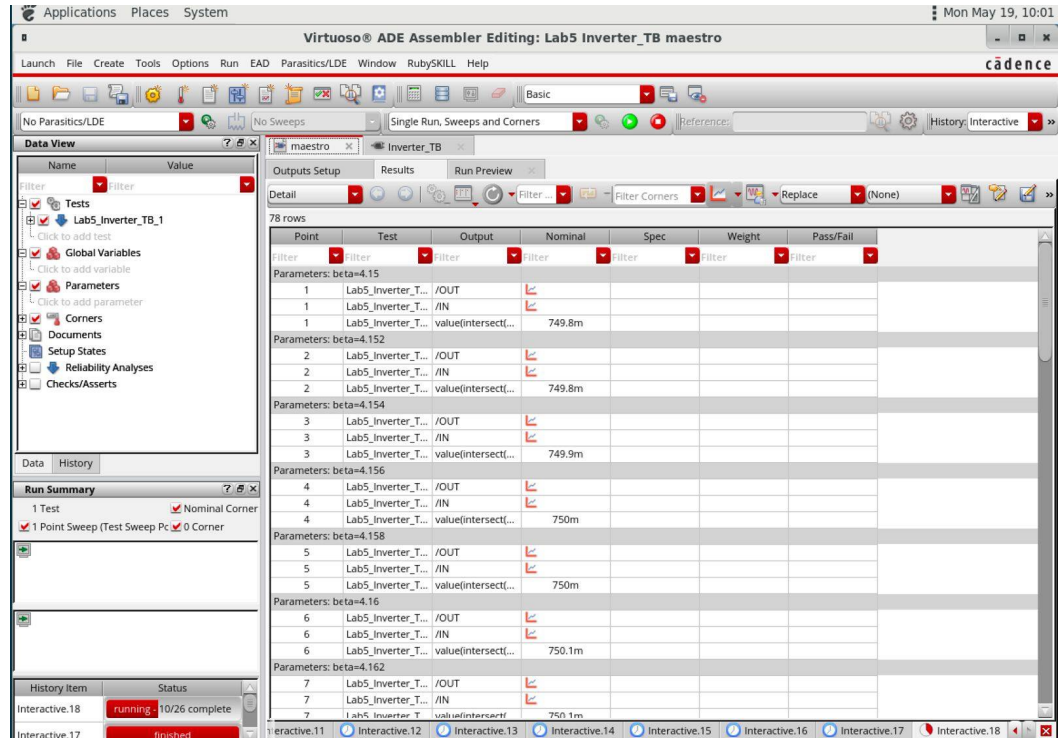 Applications Places System Mon May 19, 10:01
Virtuoso® ADE Assembler Editing: Lab5 Inverter_TB maestro
Launch File Create Tools Options Run EAD Parasitics/LDE Window RubySKILL Help cādence
Basic
No Parasitics/LDE No Sweeps Single Run, Sweeps and Corners Reference: History: Interactive »
Data View
Name Value
Filter Filter
Tests
Lab5_Inverter_TB_1
Click to add test
Global Variables
Click to add variable
Parameters
Click to add parameter
Corners
Documents
Setup States
Reliability Analyses
Checks/Asserts
Data History
Run Summary
1 Test Nominal Corner
1 Point Sweep (Test Sweep Po 0 Corner
History Item Status
Interactive.18 running - 10/26 complete
Interactive.17 finished
maestro Inverter_TB
Outputs Setup Results Run Preview
Detail Filter ... Filter Corners Replace (None) »
78 rows
Point Test Output Nominal Spec Weight Pass/Fail
Filter Filter Filter Filter Filter Filter Filter
Parameters: beta=4.15
1 Lab5_Inverter_T... /OUT
1 Lab5_Inverter_T... /IN
1 Lab5_Inverter_T... value(intersect(... 749.8m
Parameters: beta=4.152
2 Lab5_Inverter_T... /OUT
2 Lab5_Inverter_T... /IN
2 Lab5_Inverter_T... value(intersect(... 749.8m
Parameters: beta=4.154
3 Lab5_Inverter_T... /OUT
3 Lab5_Inverter_T... /IN
3 Lab5_Inverter_T... value(intersect(... 749.9m
Parameters: beta=4.156
4 Lab5_Inverter_T... /OUT
4 Lab5_Inverter_T... /IN
4 Lab5_Inverter_T... value(intersect(... 750m
Parameters: beta=4.158
5 Lab5_Inverter_T... /OUT
5 Lab5_Inverter_T... /IN
5 Lab5_Inverter_T... value(intersect(... 750m
Parameters: beta=4.16
6 Lab5_Inverter_T... /OUT
6 Lab5_Inverter_T... /IN
6 Lab5_Inverter_T... value(intersect(... 750.1m
Parameters: beta=4.162
7 Lab5_Inverter_T... /OUT
7 Lab5_Inverter_T... /IN
7 Lab5_Inverter_T... value(intersect(... 750.1m
eractive.11 Interactive.12 Interactive.13 Interactive.14 Interactive.15 Interactive.16 Interactive.17 Interactive.18